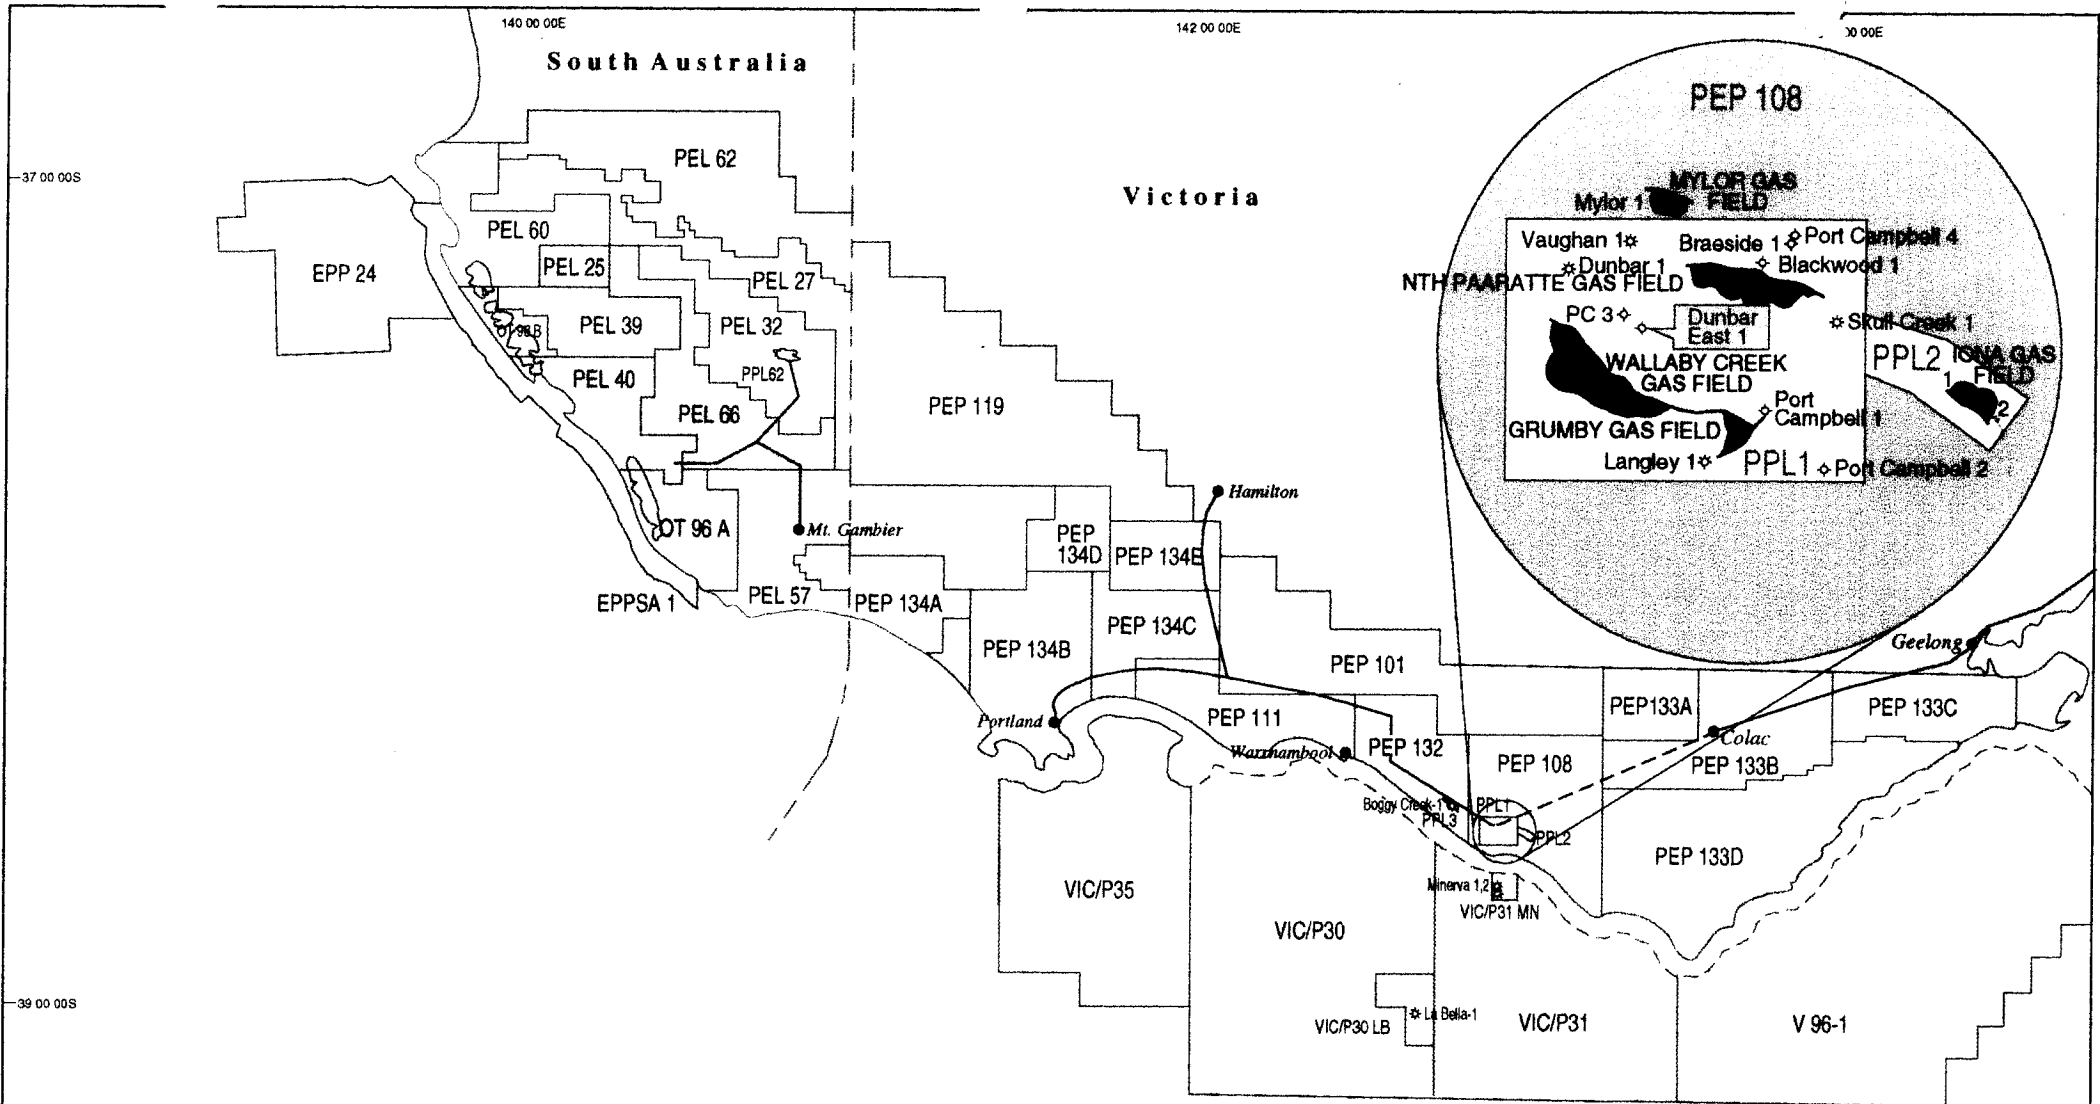 140 00 00E
142 00 00E
00 00E
South Australia
Victoria
37 00 00S
39 00 00S
PEL 62
PEL 60
EPP 24
PEL 25
PEL 27
PEL 39
PEL 32
PEL 40
PPL62
PEL 66
OT 96 A
Mt. Gambier
EPPSA 1
PEL 57
PEP 119
Hamilton
PEP
134D
PEP 134E
PEP 134A
PEP 134B
PEP 134C
PEP 101
Portland
PEP 111
Warrnambool
PEP 132
PEP 108
PEP133A
Colac
PEP 133B
PEP 133C
Geelong
Boggy Creek-1
PPL1
PPL3
PPL2
PEP 133D
Minerva 1,2
VIC/P31 MN
VIC/P35
VIC/P30
VIC/P30 LB
La Bella-1
VIC/P31
V 96-1
PEP 108
MYLOR GAS
FIELD
Mylor 1
Vaughan 1
Braeside 1
Port Campbell 4
Dunbar 1
Blackwood 1
NTH PAARATTE GAS FIELD
PC 3
Dunbar
East 1
Skull Creek 1
WALLABY CREEK
GAS FIELD
PPL2
IONA GAS
FIELD
1
2
Port
Campbell 1
GRUMBY GAS FIELD
Langley 1
PPL1
Port Campbell 2